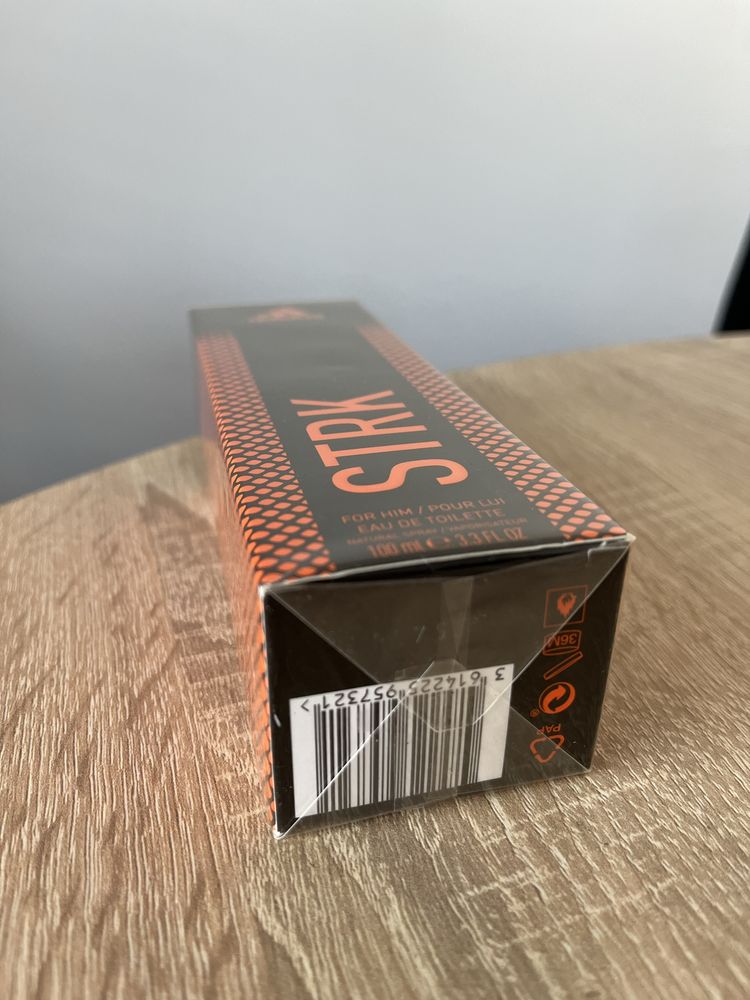 STRK
FOR HIM / POUR LUI
EAU DE TOILETTE
NATURAL SPRAY / VAPORISATEUR
100 ml e • 3.3 FL OZ
3 614225 957321 >
36M
PAP